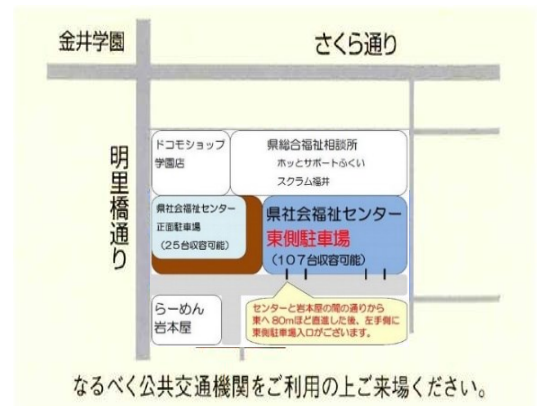 金井学園
さくら通り
明里橋通り
ドコモショップ
学園店
県総合福祉相談所
ホッとサポートふくい
スクラム福井
県社会福祉センター
正面駐車場
(25台収容可能)
県社会福祉センター
東側駐車場
(107台収容可能)
らーめん
岩本屋
センターと岩本屋の間の通りから
東へ80mほど直進した後、左手側に
東側駐車場入口がございます。
なるべく公共交通機関をご利用の上ご来場ください。